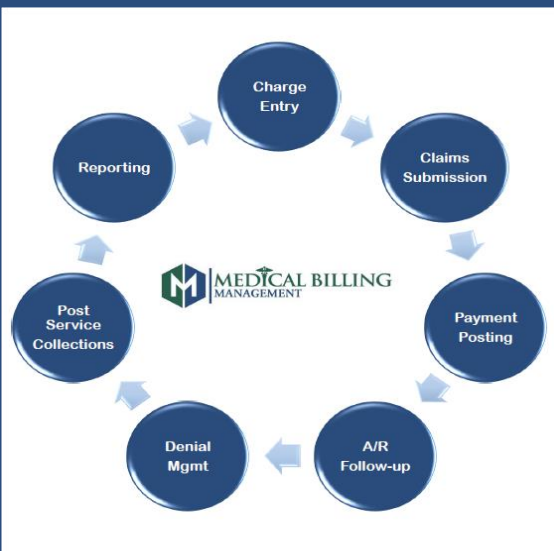 Charge
Entry
Claims
Submission
Payment
Posting
A/R
Follow-up
Denial
Mgmt
Post
Service
Collections
Reporting
M
MEDICAL BILLING
MANAGEMENT